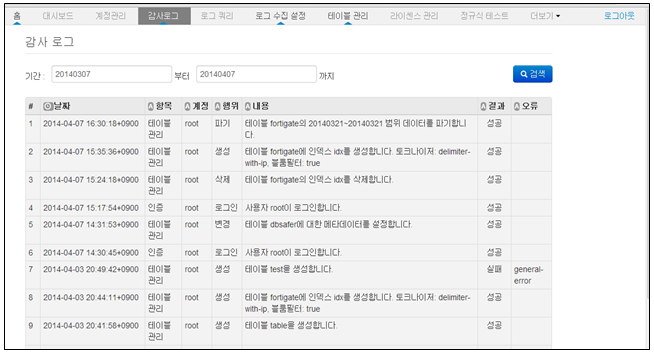 홈 대시보드 계정관리 감사로그 로그 쿼리 로그 수집 설정 테이블 관리 라이센스 관리 정규식 테스트 더보기 로그아웃
감사 로그
기간 : 20140307 부터 20140407 까지 검색
# 날짜 항목 계정 행위 내용 결과 오류
1 2014-04-07 16:30:18+0900 테이블 root 파기 테이블 fortigate의 20140321~20140321 범위 데이터를 파기합니 성공
관리 다.
2 2014-04-07 15:35:36+0900 테이블 root 생성 테이블 fortigate에 인덱스 idx를 생성합니다. 토크나이저: delimiter- 성공
관리 with-ip, 블룸필터: true
3 2014-04-07 15:24:18+0900 테이블 root 삭제 테이블 fortigate의 인덱스 idx를 삭제합니다. 성공
관리
4 2014-04-07 15:17:54+0900 인증 root 로그인 사용자 root이 로그인합니다. 성공
5 2014-04-07 14:31:53+0900 테이블 root 변경 테이블 dbsafer에 대한 메타데이터를 설정합니다. 성공
관리
6 2014-04-07 14:30:45+0900 인증 root 로그인 사용자 root이 로그인합니다. 성공
7 2014-04-03 20:49:42+0900 테이블 root 생성 테이블 test을 생성합니다. 실패 general-
관리 error
8 2014-04-03 20:44:11+0900 테이블 root 생성 테이블 fortigate에 인덱스 idx를 생성합니다. 토크나이저: delimiter- 성공
관리 with-ip, 블룸필터: true
9 2014-04-03 20:41:58+0900 테이블 root 생성 테이블 table을 생성합니다. 성공
관리